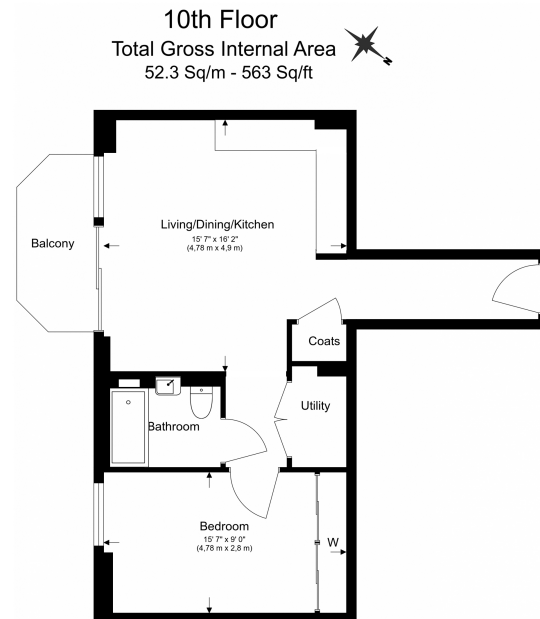 10th Floor
Total Gross Internal Area
52.3 Sq/m - 563 Sq/ft
N
Living/Dining/Kitchen
15' 7" x 16' 2"
(4,78 m x 4,9 m)
Balcony
Coats
Utility
Bathroom
Bedroom
15' 7" x 9' 0"
(4,78 m x 2,8 m)
W